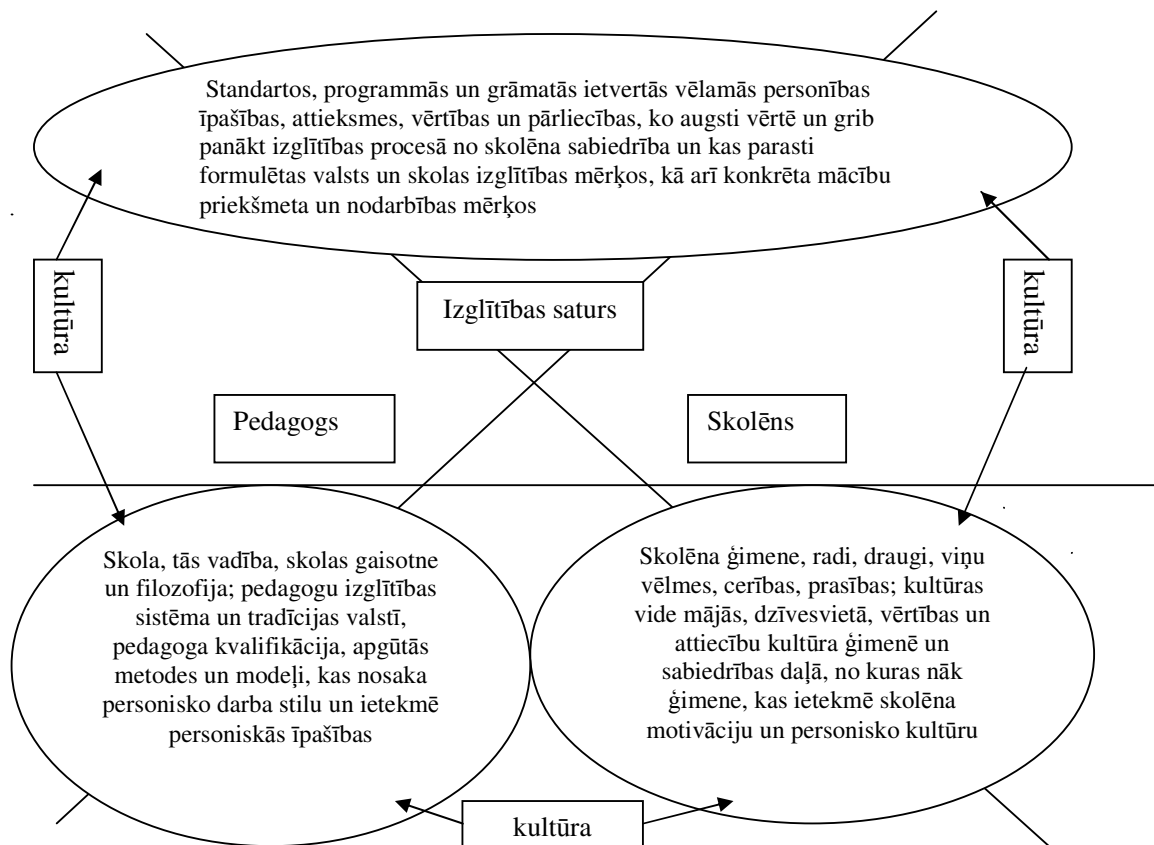 Standartos, programmās un grāmatās ietvertās vēlamās personības
īpašības, attieksmes, vērtības un pārliecības, ko augsti vērtē un grib
panākt izglītības procesā no skolēna sabiedrība un kas parasti
formulētas valsts un skolas izglītības mērķos, kā arī konkrēta mācību
priekšmeta un nodarbības mērķos
kultūra
kultūra
Izglītības saturs
Pedagogs
Skolēns
Skola, tās vadība, skolas gaisotne
un filozofija; pedagogu izglītības
sistēma un tradīcijas valstī,
pedagoga kvalifikācija, apgūtās
metodes un modeļi, kas nosaka
personisko darba stilu un ietekmē
personiskās īpašības
Skolēna ģimene, radi, draugi, viņu
vēlmes, cerības, prasības; kultūras
vide mājās, dzīvesvietā, vērtības un
attiecību kultūra ģimenē un
sabiedrības daļā, no kuras nāk
ģimene, kas ietekmē skolēna
motivāciju un personisko kultūru
kultūra